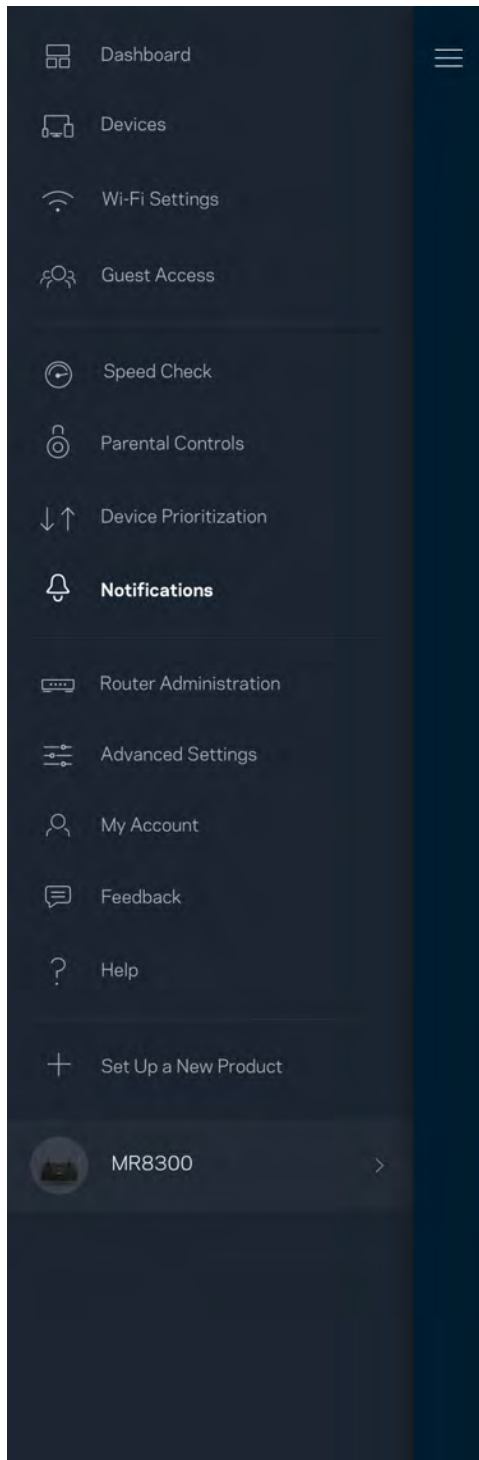 Dashboard
Devices
Wi-Fi Settings
Guest Access
Speed Check
Parental Controls
Device Prioritization
Notifications
Router Administration
Advanced Settings
My Account
Feedback
Help
Set Up a New Product
MR8300